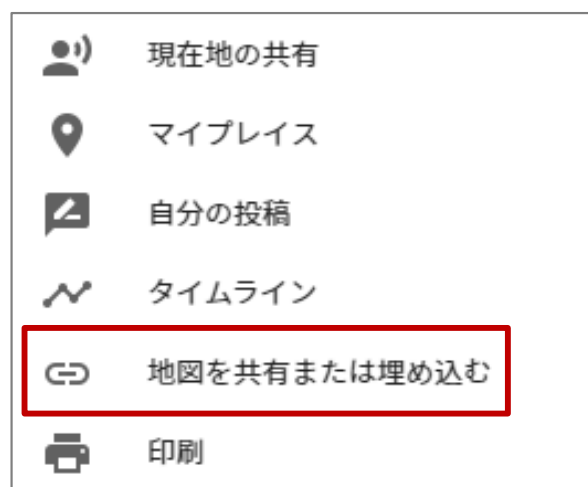 現在地の共有
マイプレイス
自分の投稿
タイムライン
地図を共有または埋め込む
印刷